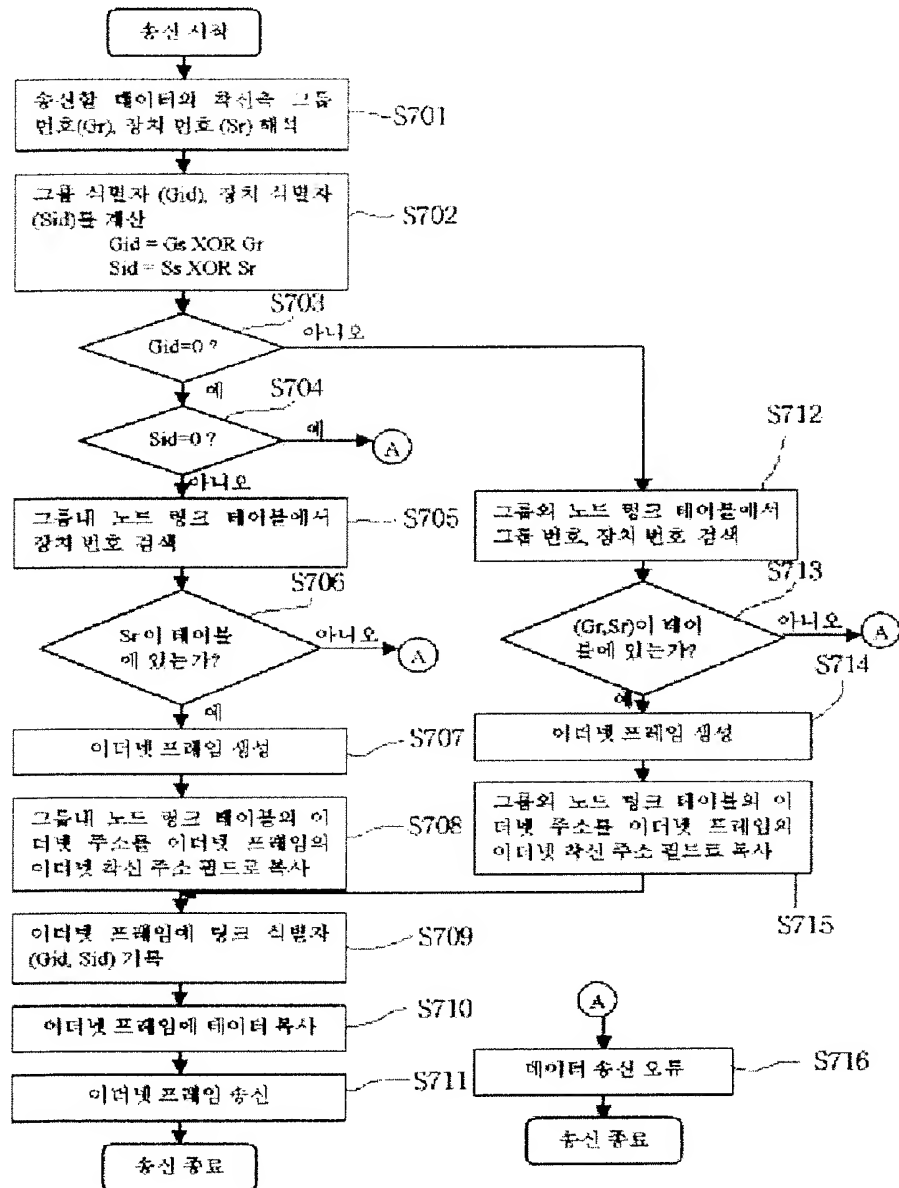 송신 시작
송신할 데이터의 착신측 그룹
번호(Gr), 장치 번호 (Sr) 해석
S701
그룹 식별자 (Gid), 장치 식별자
(Sid)를 계산
Gid = Gs XOR Gr
Sid = Ss XOR Sr
S702
S703
Gid=0 ?
아니오
예
S704
Sid=0 ?
예
A
아니오
S712
그룹내 노드 링크 테이블에서
장치 번호 검색
S705
그룹외 노드 링크 테이블에서
그룹 번호, 장치 번호 검색
S706
S713
Sr이 테이블
에 있는가?
아니오
A
예
(Gr,Sr)이 테이
블에 있는가?
아니오
A
예
S714
이더넷 프레임 생성
S707
이더넷 프레임 생성
그룹내 노드 링크 테이블의 이
더넷 주소를 이더넷 프레임의
이더넷 착신 주소 필드로 복사
S708
그룹외 노드 링크 테이블의 이
더넷 주소를 이더넷 프레임의
이더넷 착신 주소 필드로 복사
S715
이더넷 프레임에 링크 식별자
(Gid, Sid) 기록
S709
이더넷 프레임에 데이터 복사
S710
A
이더넷 프레임 송신
S711
데이터 송신 오류
S716
송신 종료
송신 종료